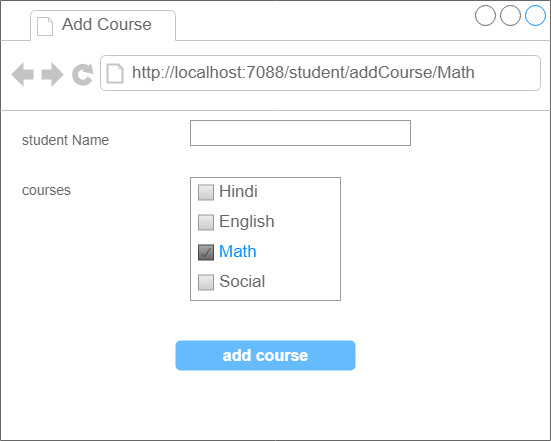 Add Course
http://localhost:7088/student/addCourse/Math
student Name
courses
Hindi
English
Math
Social
add course